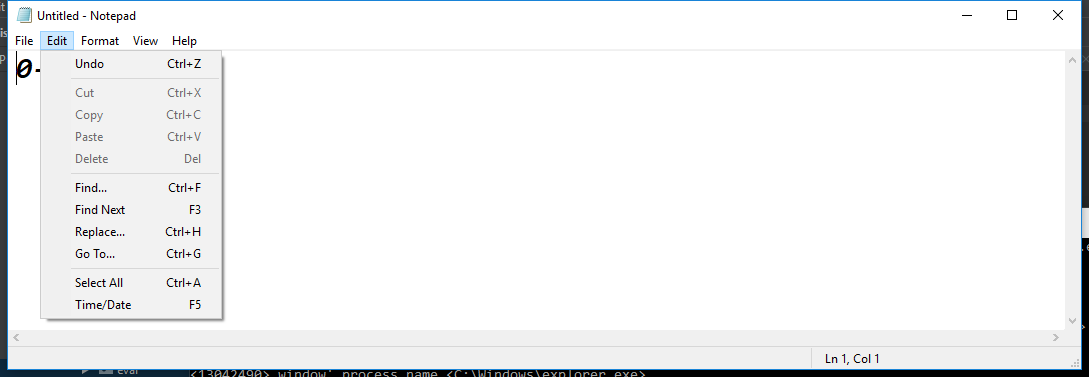 Untitled - Notepad
File Edit Format View Help
0-
Undo Ctrl+Z
Cut Ctrl+X
Copy Ctrl+C
Paste Ctrl+V
Delete Del
Find... Ctrl+F
Find Next F3
Replace... Ctrl+H
Go To... Ctrl+G
Select All Ctrl+A
Time/Date F5
Ln 1, Col 1
eval
<13042490> window' process name <C:\Windows\explorer.exe>